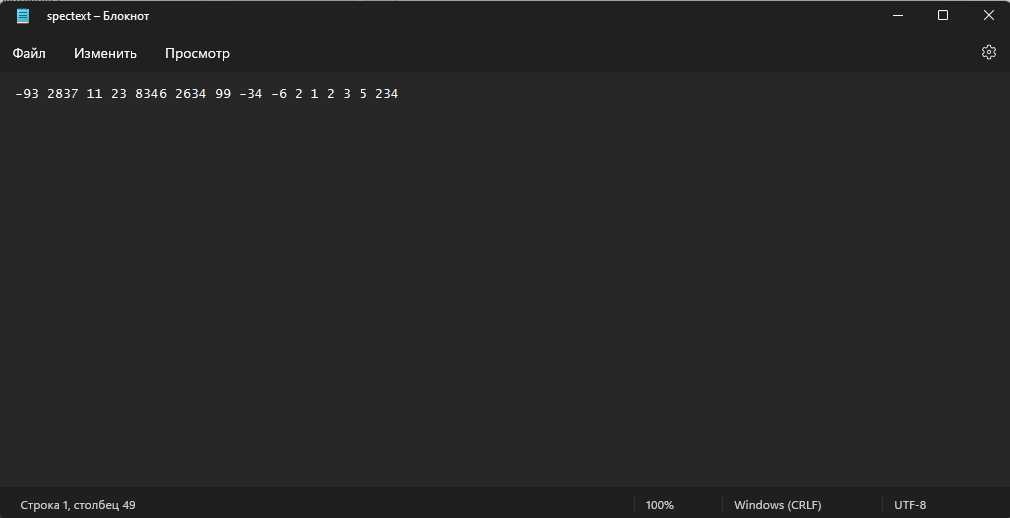 spectext – Блокнот
Файл Изменить Просмотр
-93 2837 11 23 8346 2634 99 -34 -6 2 1 2 3 5 234
Строка 1, столбец 49 100% Windows (CRLF) UTF-8